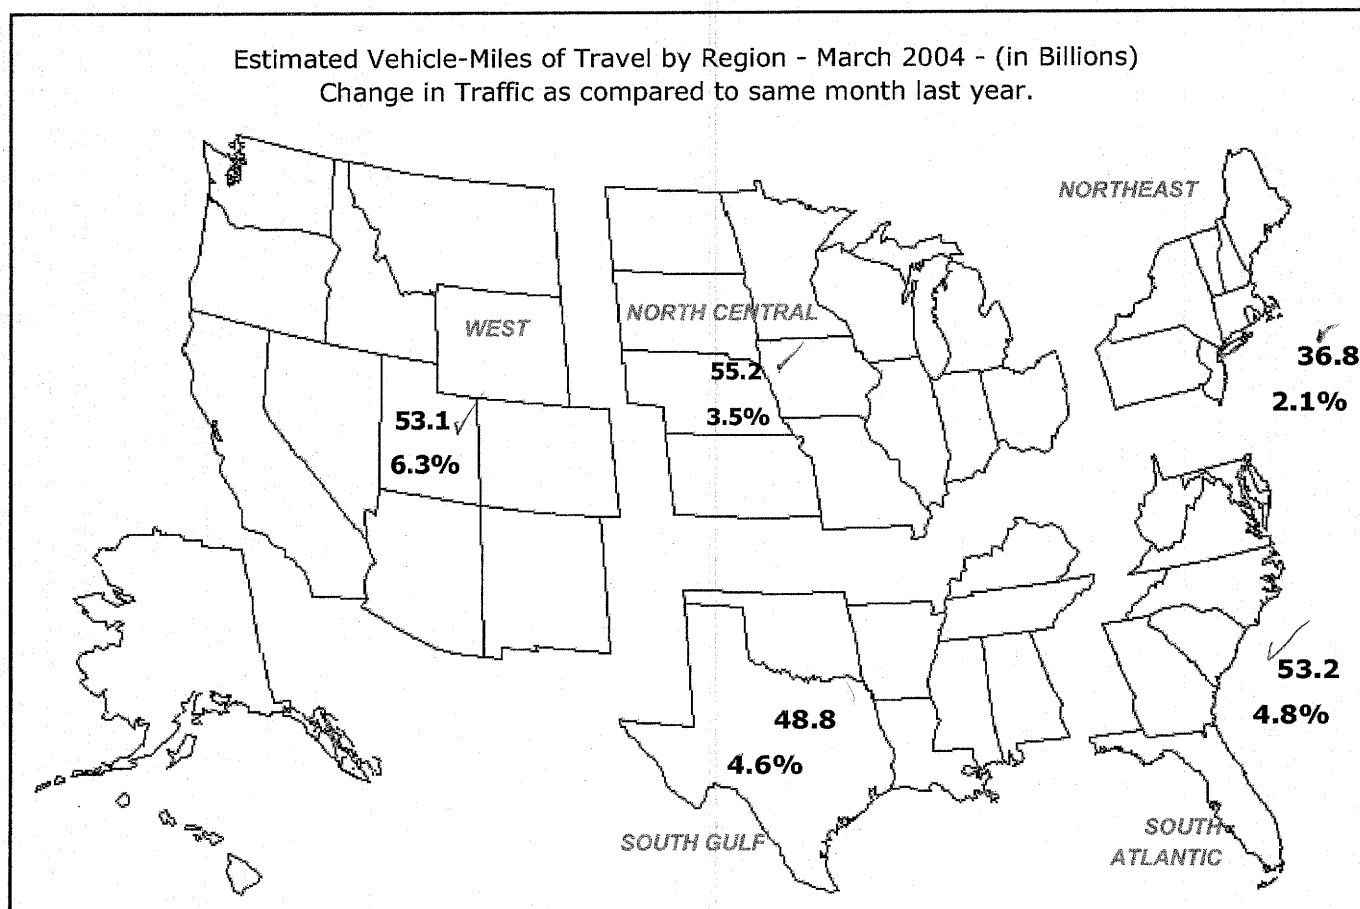 Estimated Vehicle-Miles of Travel by Region - March 2004 - (in Billions)
Change in Traffic as compared to same month last year.
NORTHEAST
36.8
2.1%
NORTH CENTRAL
55.2
3.5%
WEST
53.1
6.3%
53.2
4.8%
SOUTH
ATLANTIC
48.8
4.6%
SOUTH GULF